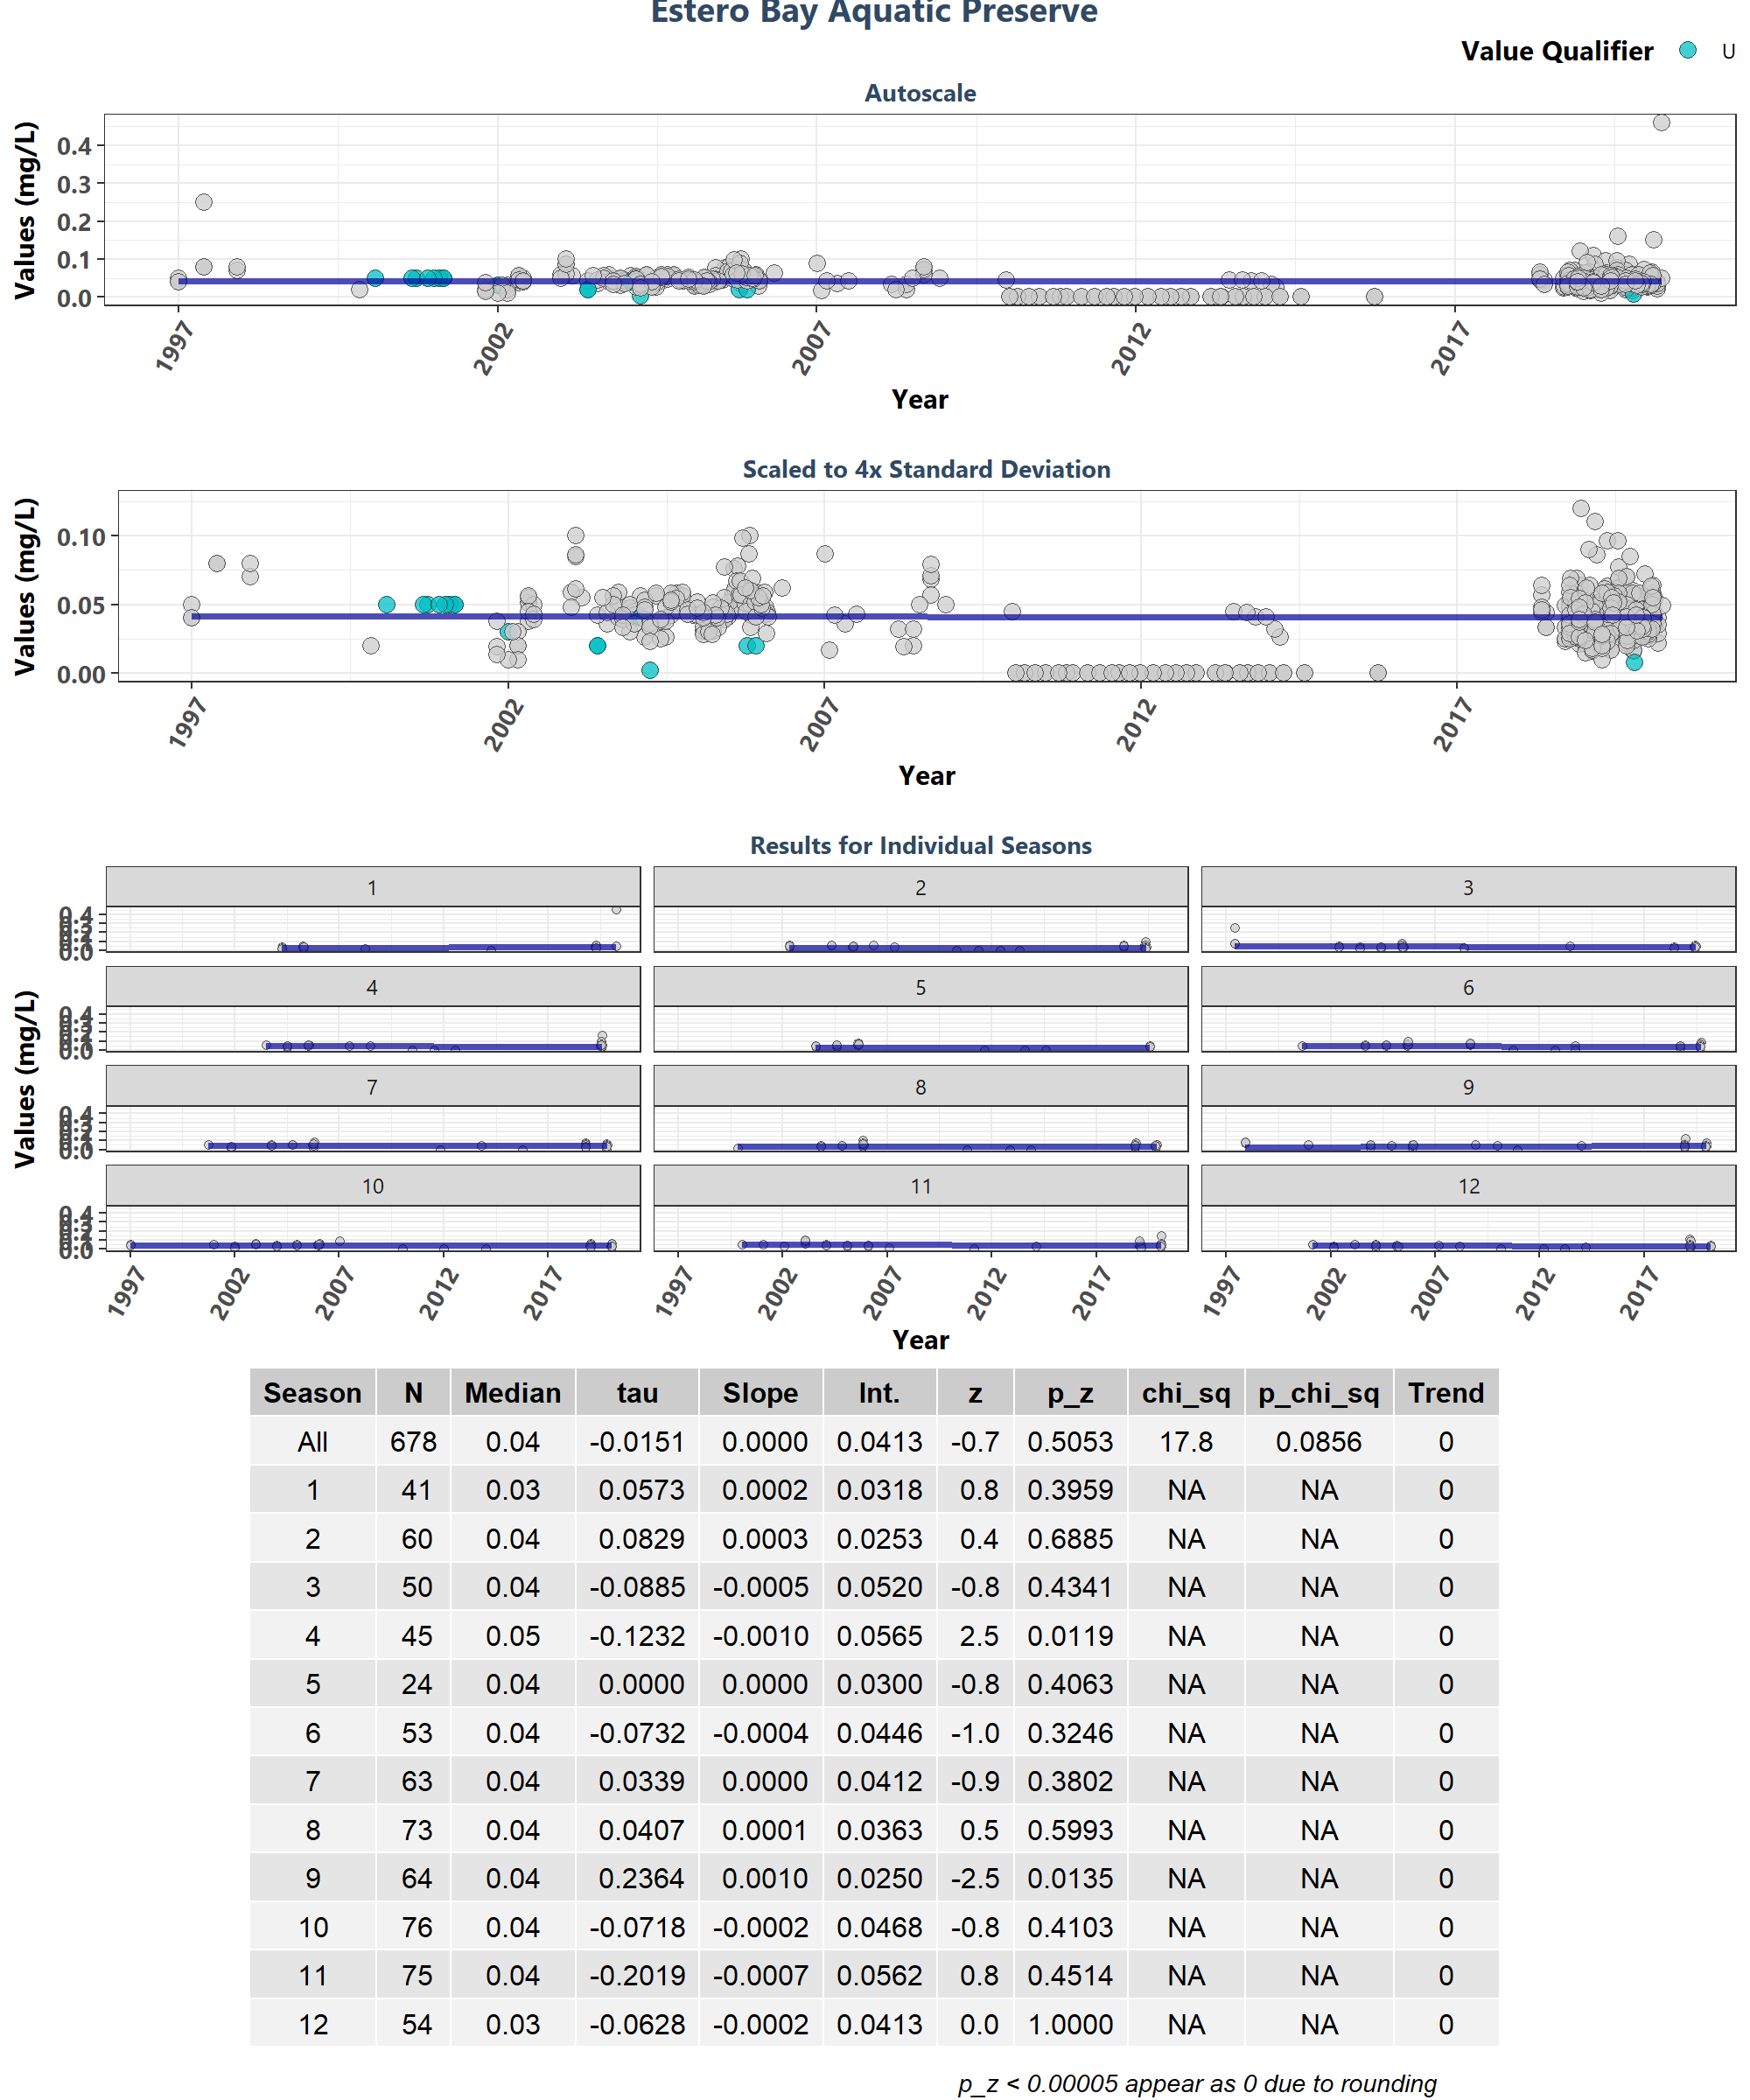 Estero Bay Aquatic Preserve
Value Qualifier U
Autoscale
Values (mg/L)
0.4
0.3
0.2
0.1
0.0
1997 2002 2007 2012 2017
Year
Scaled to 4x Standard Deviation
Values (mg/L)
0.10
0.05
0.00
1997 2002 2007 2012 2017
Year
Results for Individual Seasons
Values (mg/L)
1 2 3
0.4
0.0
4 5 6
0.4
0.0
7 8 9
0.4
0.0
10 11 12
0.4
0.0
1997 2002 2007 2012 2017 1997 2002 2007 2012 2017 1997 2002 2007 2012 2017
Year
Season N Median tau Slope Int. z p_z chi_sq p_chi_sq Trend
All 678 0.04 -0.0151 0.0000 0.0413 -0.7 0.5053 17.8 0.0856 0
1 41 0.03 0.0573 0.0002 0.0318 0.8 0.3959 NA NA 0
2 60 0.04 0.0829 0.0003 0.0253 0.4 0.6885 NA NA 0
3 50 0.04 -0.0885 -0.0005 0.0520 -0.8 0.4341 NA NA 0
4 45 0.05 -0.1232 -0.0010 0.0565 2.5 0.0119 NA NA 0
5 24 0.04 0.0000 0.0000 0.0300 -0.8 0.4063 NA NA 0
6 53 0.04 -0.0732 -0.0004 0.0446 -1.0 0.3246 NA NA 0
7 63 0.04 0.0339 0.0000 0.0412 -0.9 0.3802 NA NA 0
8 73 0.04 0.0407 0.0001 0.0363 0.5 0.5993 NA NA 0
9 64 0.04 0.2364 0.0010 0.0250 -2.5 0.0135 NA NA 0
10 76 0.04 -0.0718 -0.0002 0.0468 -0.8 0.4103 NA NA 0
11 75 0.04 -0.2019 -0.0007 0.0562 0.8 0.4514 NA NA 0
12 54 0.03 -0.0628 -0.0002 0.0413 0.0 1.0000 NA NA 0
p_z < 0.00005 appear as 0 due to rounding